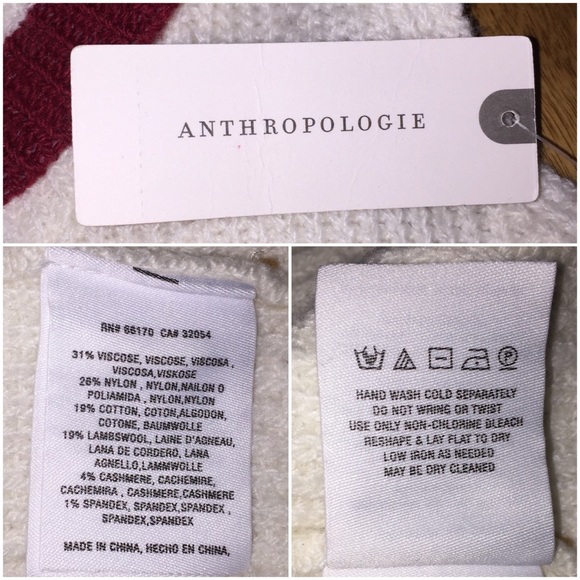 ANTHROPOLOGIE
RN# 66170 CA# 32054
31% VISCOSE, VISCOSE, VISCOSA ,
VISCOSA,VISKOSE
26% NYLON , NYLON,NAILON O
POLIAMIDA , NYLON,NYLON
19% COTTON, COTON,ALGODON,
COTONE, BAUMWOLLE
19% LAMBSWOOL, LAINE D'AGNEAU,
LANA DE CORDERO, LANA
AGNELLO,LAMMWOLLE
4% CASHMERE, CACHEMIRE,
CACHEMIRA , CASHMERE,CASHMERE
1% SPANDEX, SPANDEX,SPANDEX ,
SPANDEX,SPANDEX
MADE IN CHINA, HECHO EN CHINA,
HAND WASH COLD SEPARATELY
DO NOT WRING OR TWIST
USE ONLY NON-CHLORINE BLEACH
RESHAPE & LAY FLAT TO DRY
LOW IRON AS NEEDED
MAY BE DRY CLEANED